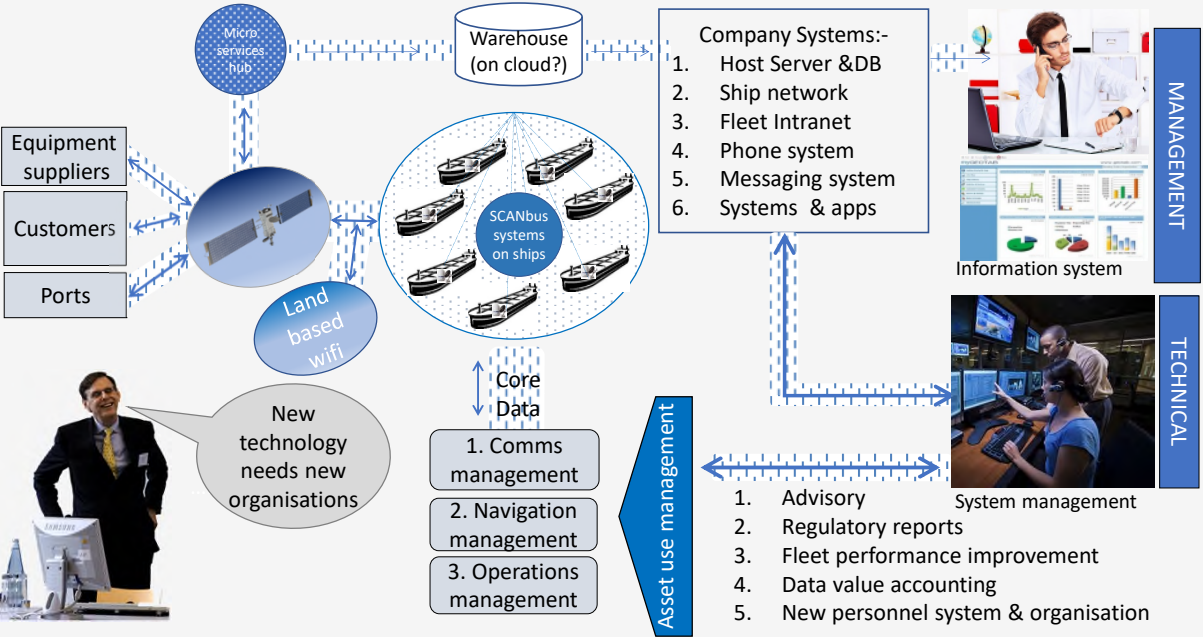 Micro
services
hub
Warehouse
(on cloud?)
Company Systems:-
1. Host Server &DB
2. Ship network
3. Fleet Intranet
4. Phone system
5. Messaging system
6. Systems & apps
MANAGEMENT
Information system
Equipment
suppliers
Customers
Ports
SCANbus
systems
on ships
Land
based
wifi
TECHNICAL
System management
New
technology
needs new
organisations
SAMSUNG
Core
Data
1. Comms
management
2. Navigation
management
3. Operations
management
Asset use management
1. Advisory
2. Regulatory reports
3. Fleet performance improvement
4. Data value accounting
5. New personnel system & organisation